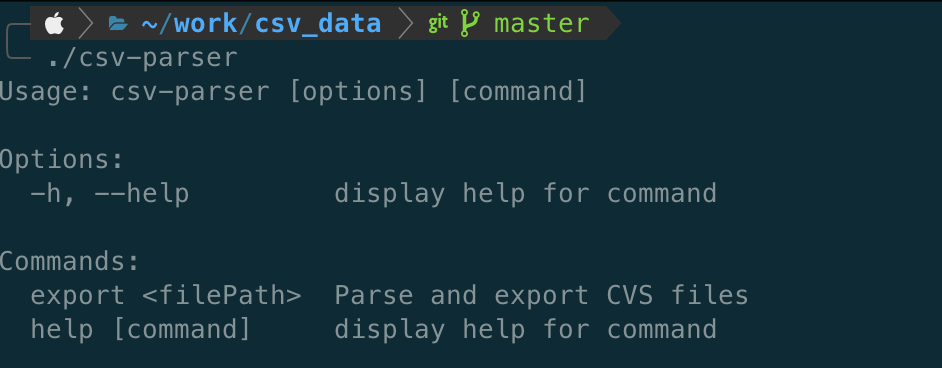 ~/work/csv_data git master
./csv-parser
Usage: csv-parser [options] [command]
Options:
-h, --help display help for command
Commands:
export <filePath> Parse and export CVS files
help [command] display help for command